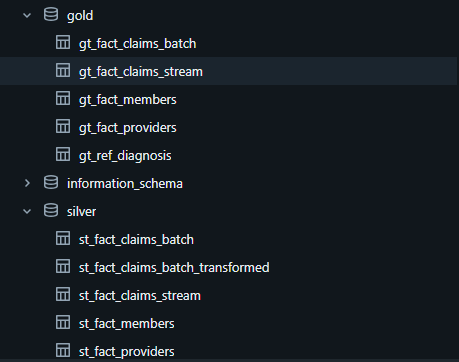 gold
gt_fact_claims_batch
gt_fact_claims_stream
gt_fact_members
gt_fact_providers
gt_ref_diagnosis
information_schema
silver
st_fact_claims_batch
st_fact_claims_batch_transformed
st_fact_claims_stream
st_fact_members
st_fact_providers